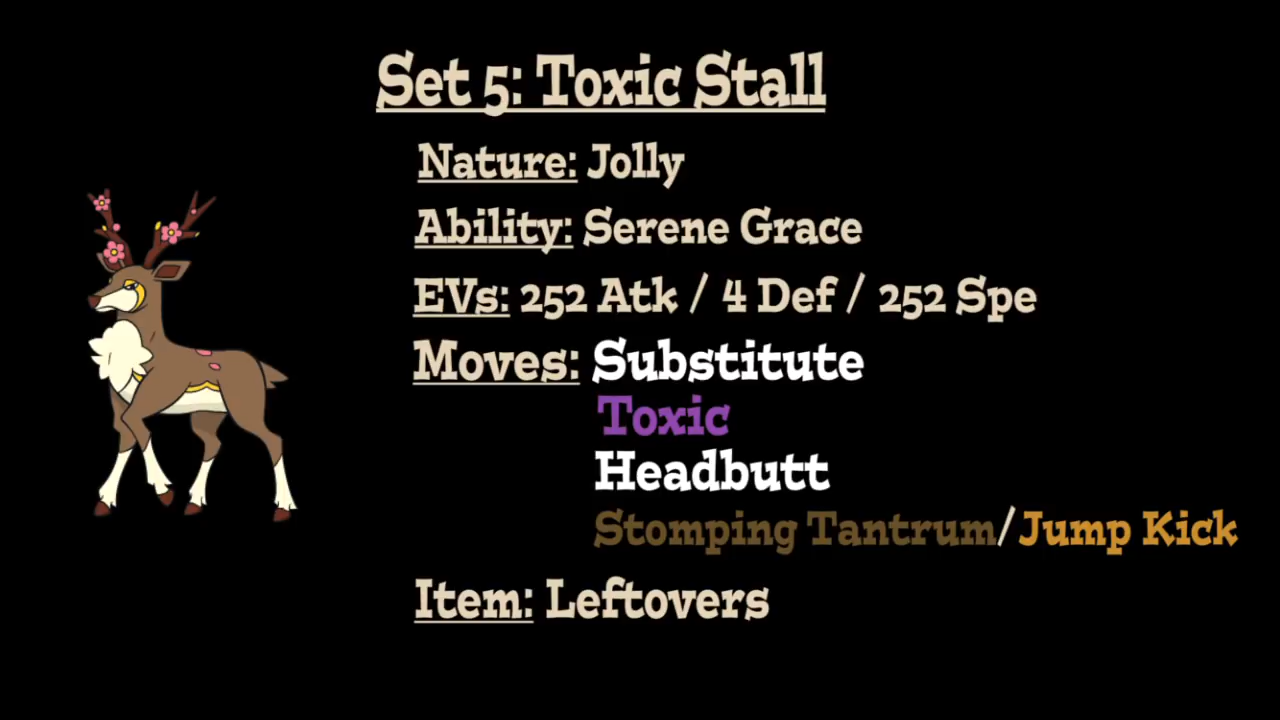 Set 5: Toxic Stall
Nature: Jolly
Ability: Serene Grace
EVs: 252 Atk / 4 Def / 252 Spe
Moves: Substitute
Toxic
Headbutt
Stomping Tantrum/Jump Kick
Item: Leftovers